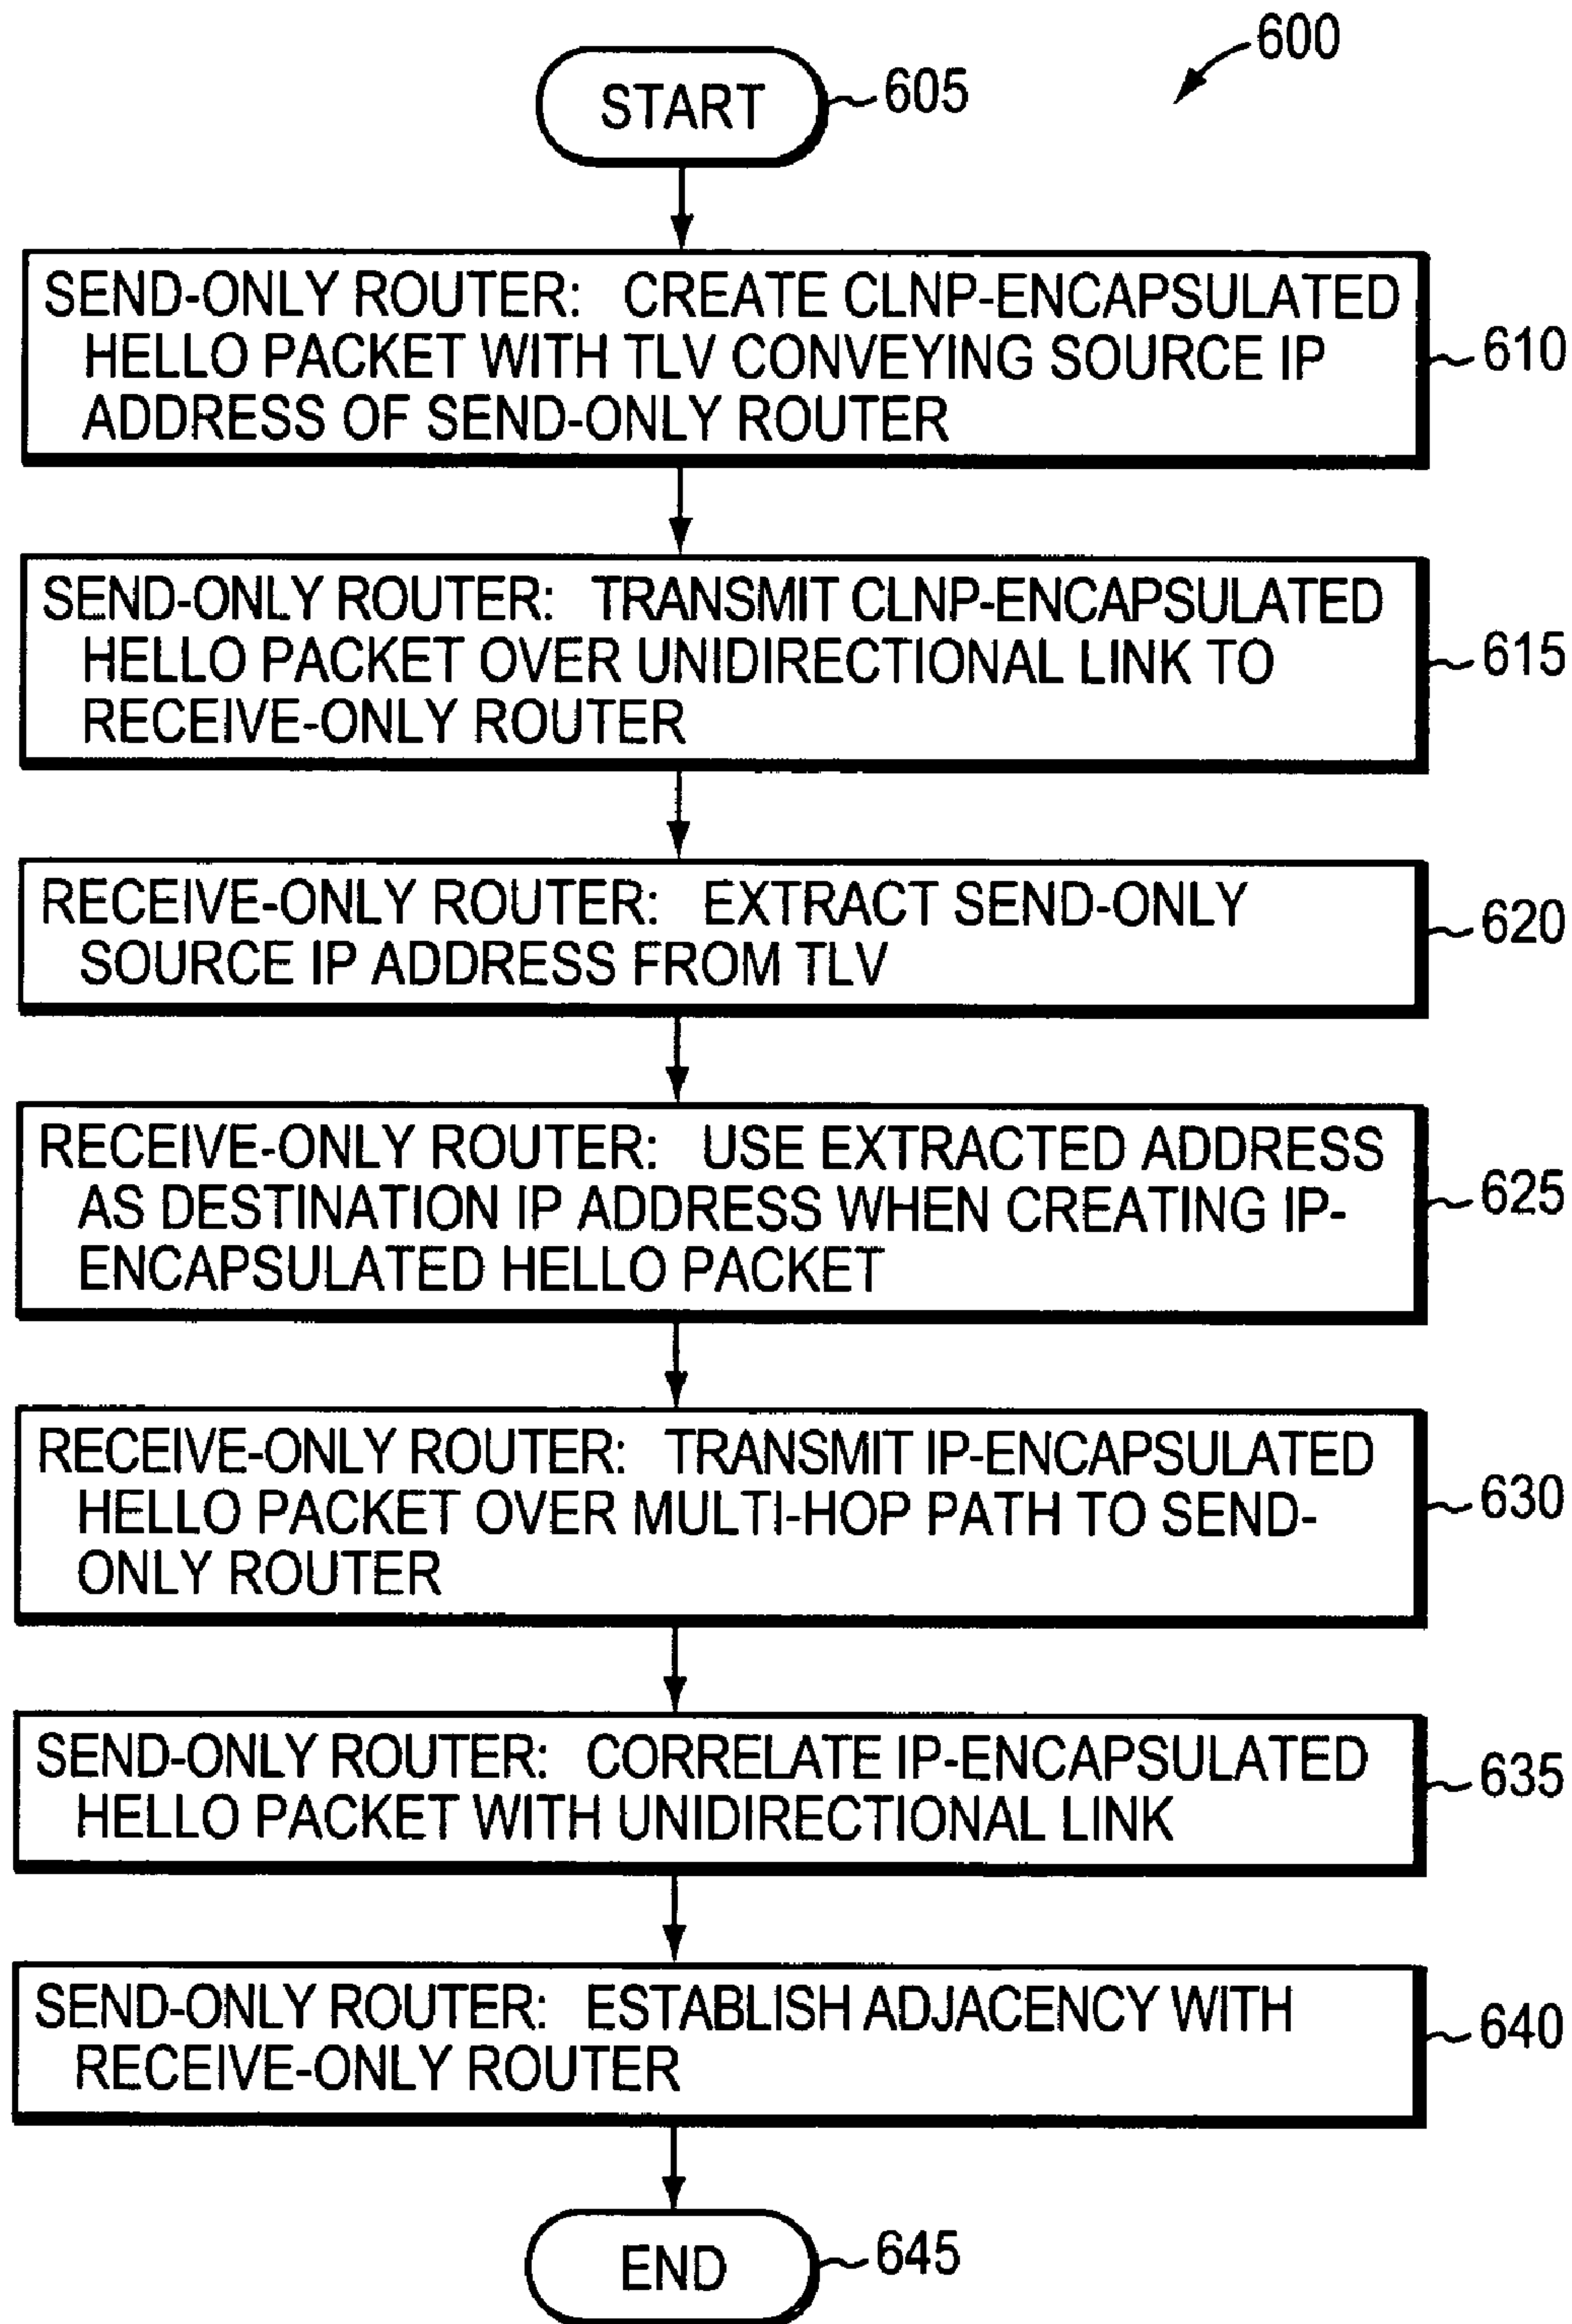 600
START
605
SEND-ONLY ROUTER: CREATE CLNP-ENCAPSULATED
HELLO PACKET WITH TLV CONVEYING SOURCE IP
ADDRESS OF SEND-ONLY ROUTER
610
SEND-ONLY ROUTER: TRANSMIT CLNP-ENCAPSULATED
HELLO PACKET OVER UNIDIRECTIONAL LINK TO
RECEIVE-ONLY ROUTER
615
RECEIVE-ONLY ROUTER: EXTRACT SEND-ONLY
SOURCE IP ADDRESS FROM TLV
620
RECEIVE-ONLY ROUTER: USE EXTRACTED ADDRESS
AS DESTINATION IP ADDRESS WHEN CREATING IP-
ENCAPSULATED HELLO PACKET
625
RECEIVE-ONLY ROUTER: TRANSMIT IP-ENCAPSULATED
HELLO PACKET OVER MULTI-HOP PATH TO SEND-
ONLY ROUTER
630
SEND-ONLY ROUTER: CORRELATE IP-ENCAPSULATED
HELLO PACKET WITH UNIDIRECTIONAL LINK
635
SEND-ONLY ROUTER: ESTABLISH ADJACENCY WITH
RECEIVE-ONLY ROUTER
640
END
645